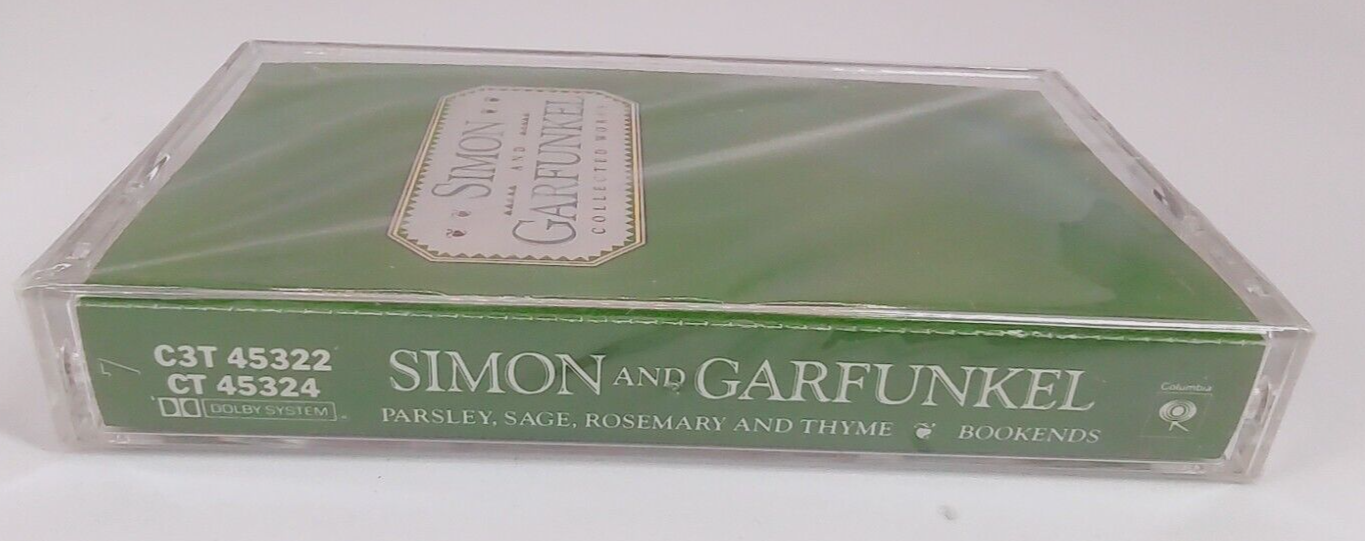 SIMON
AND
GARFUNKEL
COLLECTED WORKS
C3T 45322
CT 45324
DOLBY SYSTEM
SIMON AND GARFUNKEL
PARSLEY, SAGE, ROSEMARY AND THYME BOOKENDS
Columbia